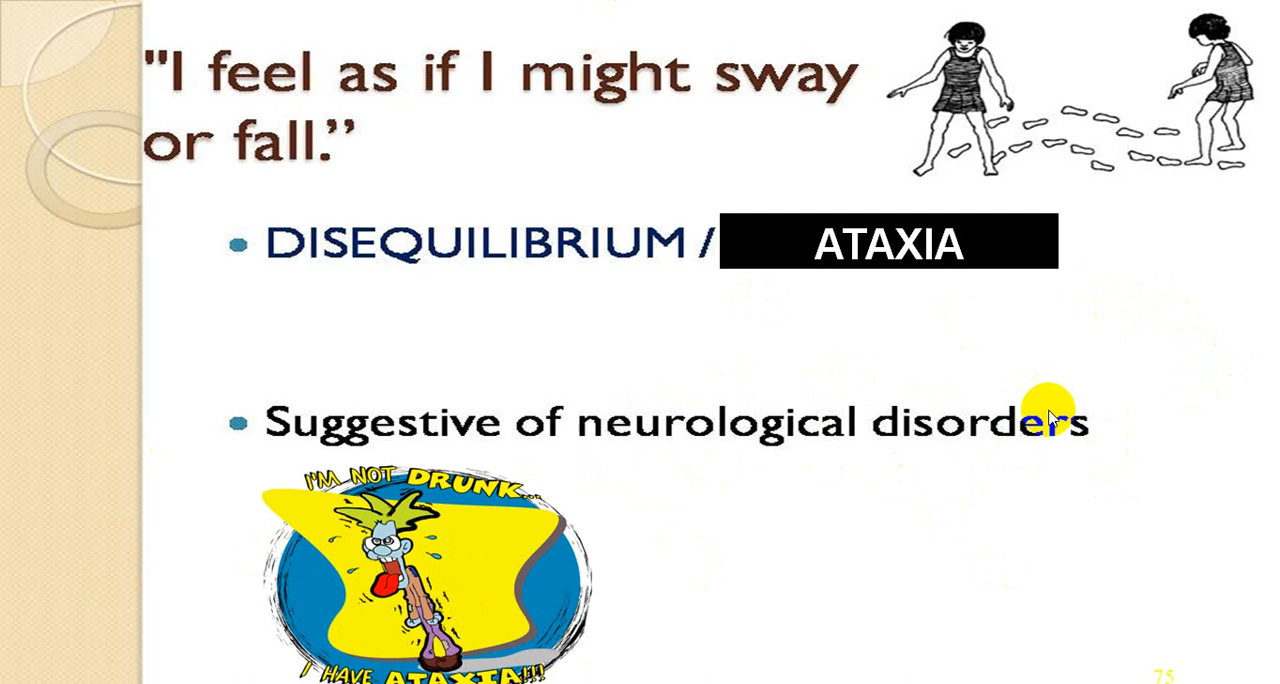 "I feel as if I might sway
or fall.”
DISEQUILIBRIUM / ATAXIA
Suggestive of neurological disorders
I'M NOT DRUNK...
I HAVE ATAXIA!!!
75